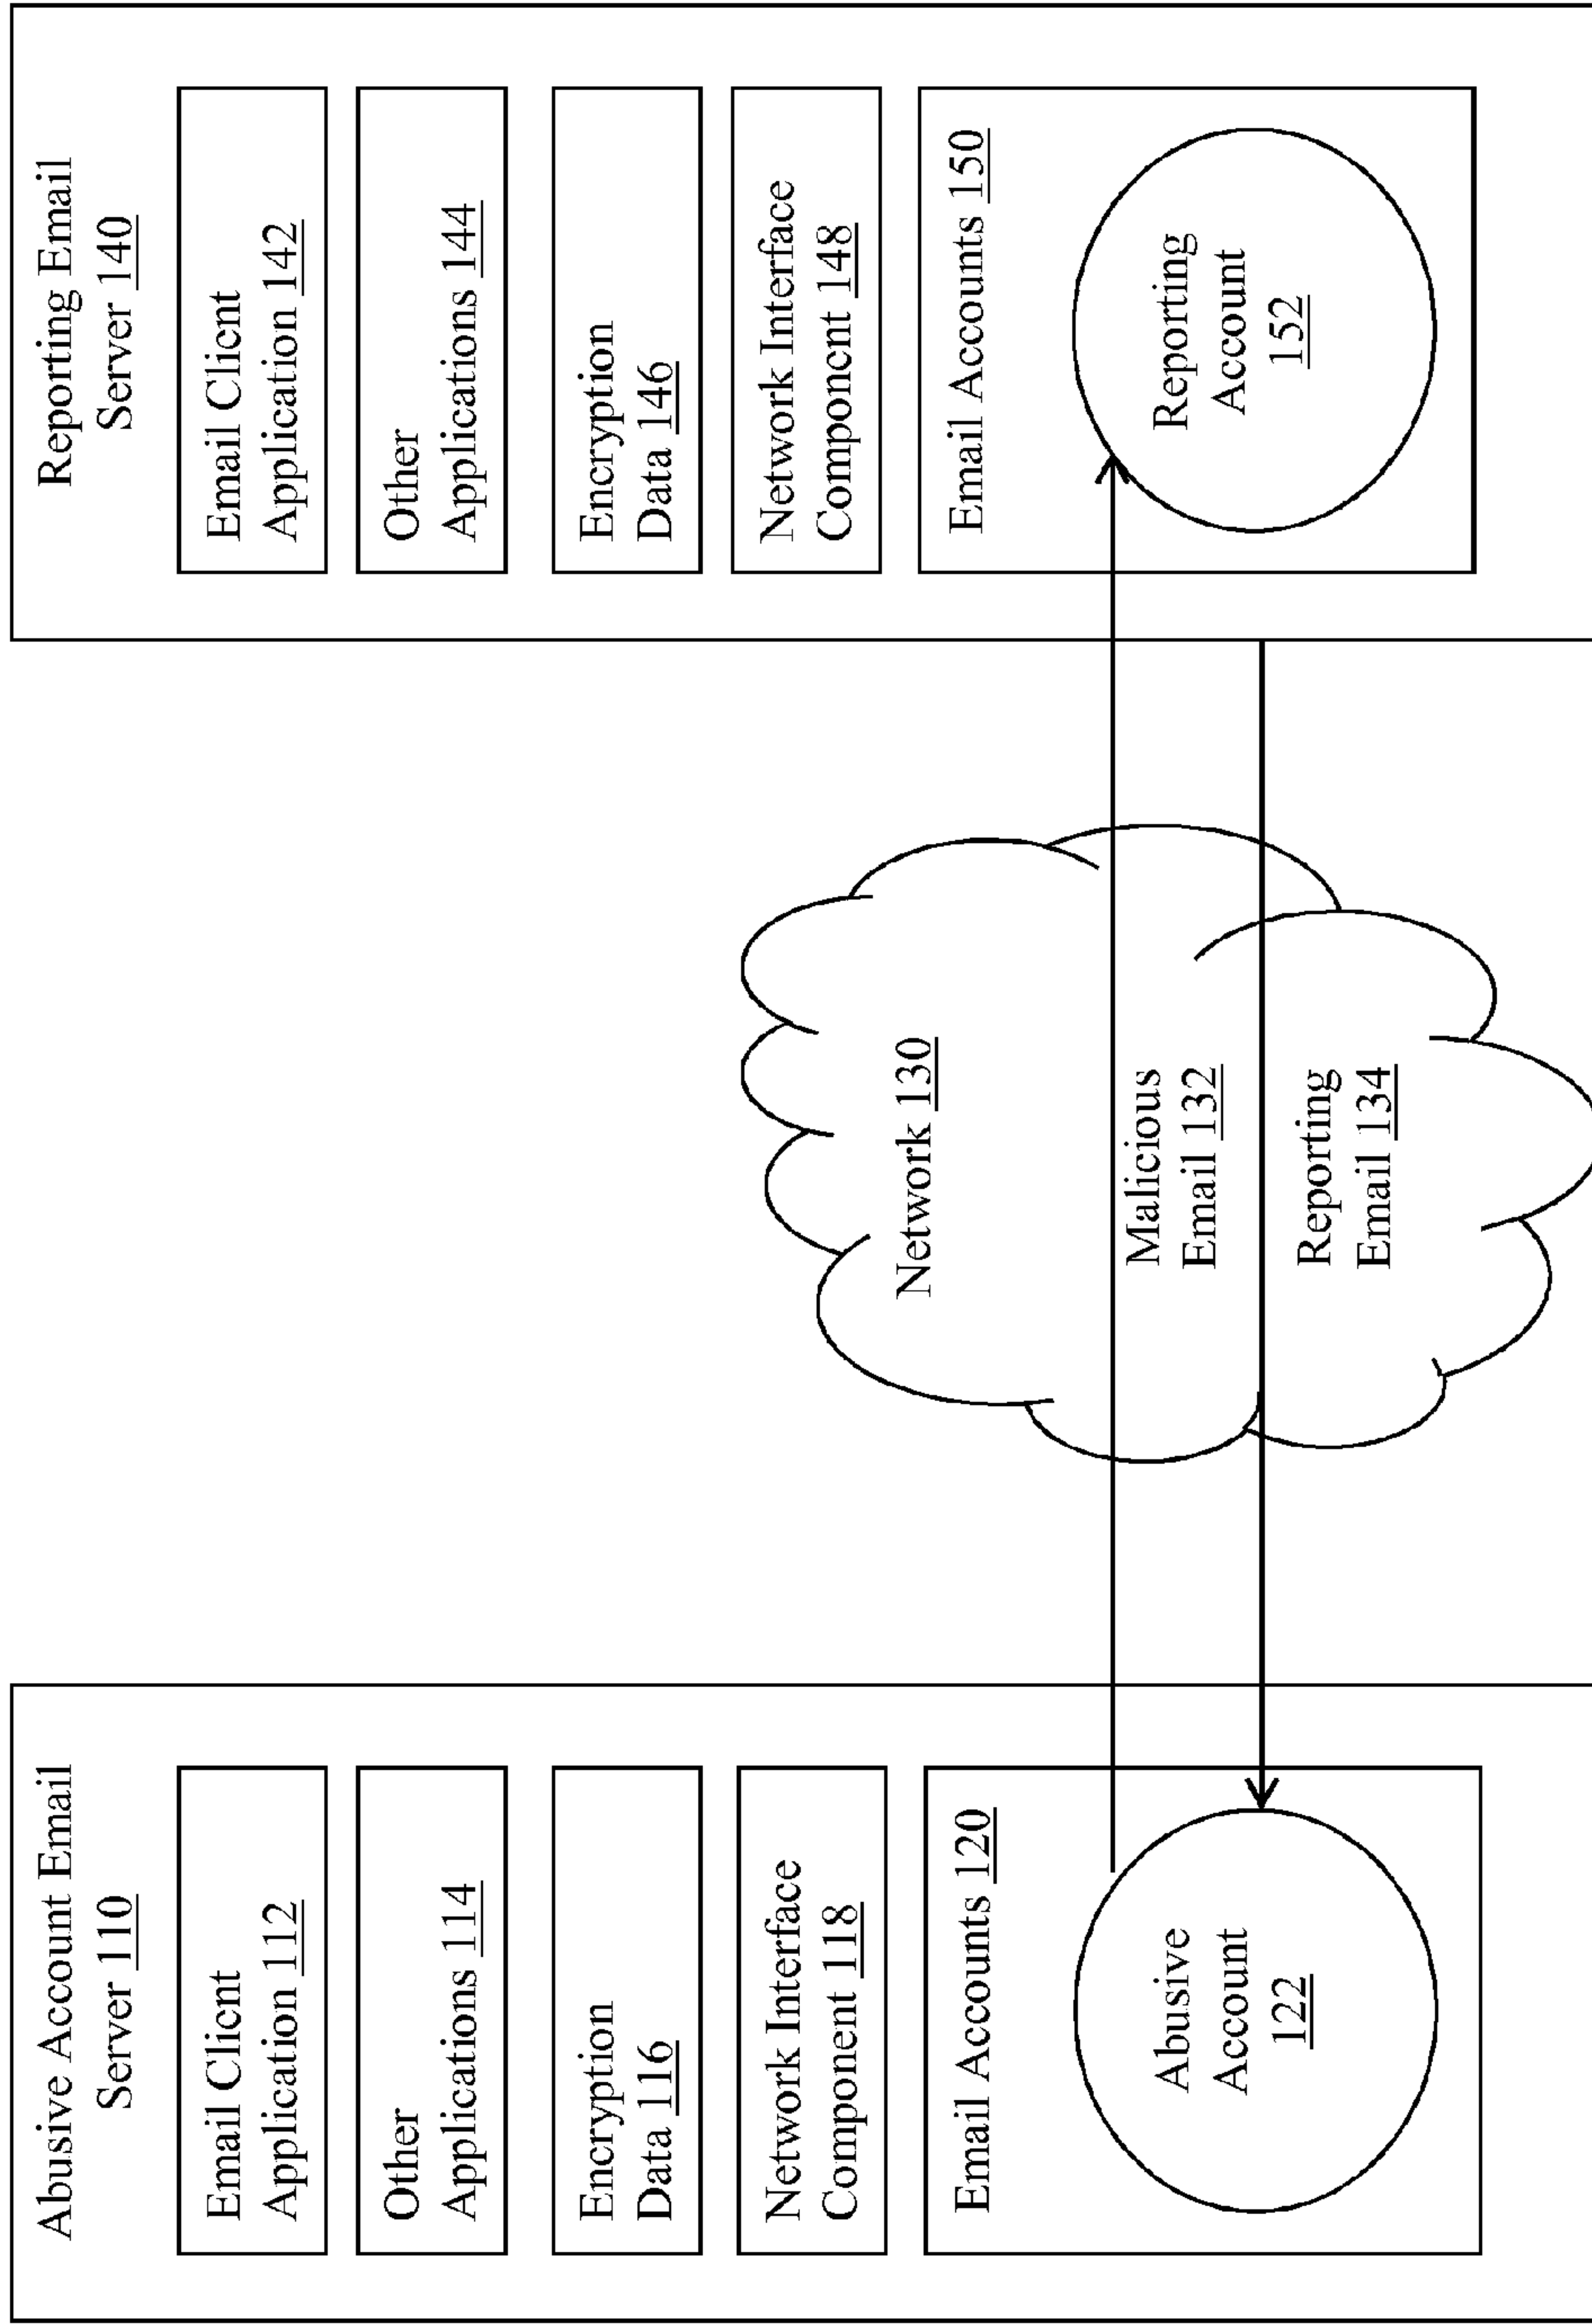 Abusive Account Email
Server 110
Email Client
Application 112
Other
Applications 114
Encryption
Data 116
Network Interface
Component 118
Email Accounts 120
Abusive
Account
122
Network 130
Malicious
Email 132
Reporting
Email 134
Reporting Email
Server 140
Email Client
Application 142
Other
Applications 144
Encryption
Data 146
Network Interface
Component 148
Email Accounts 150
Reporting
Account
152